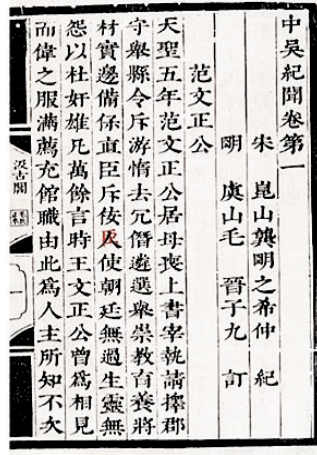 中吳紀聞卷第一
宋 崑山龔明之希仲 紀
明 虞山毛 晉子九 訂
范文正公
天聖五年范文正公居母喪上書宰執請擇郡
守舉縣令斥游惰去冗僭遴選舉崇教育養將
材實邊備保直臣斥佞人使朝廷無過生靈無
怨以杜奸雄凡萬餘言時王文正公曾為相見
而偉之服滿薦充館職由此為人主所知不次
汲古閣
一